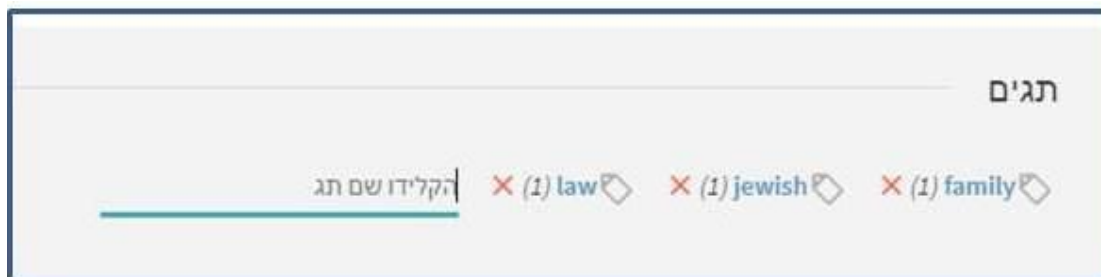 תגים
family (1) ✕ jewish (1) ✕ law (1) ✕ הקלידו שם תג